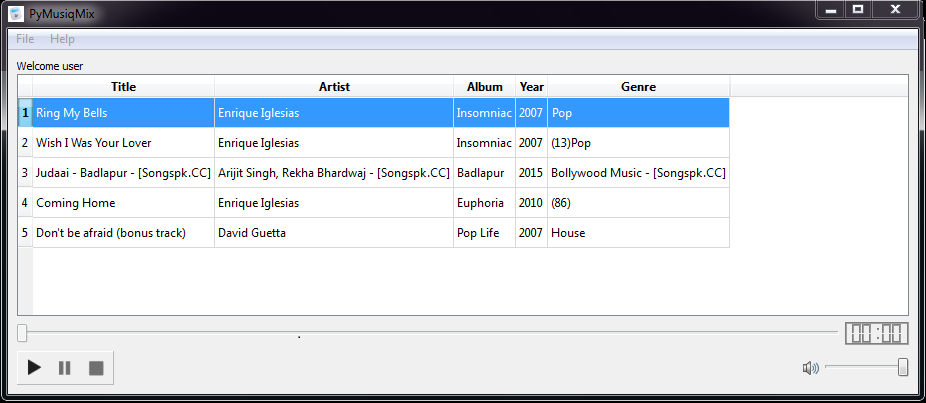 PyMusiqMix
File Help
Welcome user
Title Artist Album Year Genre
1 Ring My Bells Enrique Iglesias Insomniac 2007 Pop
2 Wish I Was Your Lover Enrique Iglesias Insomniac 2007 (13)Pop
3 Judaai - Badlapur - [Songspk.CC] Arijit Singh, Rekha Bhardwaj - [Songspk.CC] Badlapur 2015 Bollywood Music - [Songspk.CC]
4 Coming Home Enrique Iglesias Euphoria 2010 (86)
5 Don't be afraid (bonus track) David Guetta Pop Life 2007 House
00:00